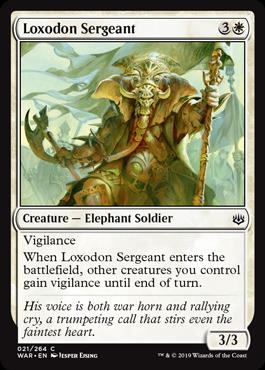 Loxodon Sergeant 3
Creature — Elephant Soldier
Vigilance
When Loxodon Sergeant enters the
battlefield, other creatures you control
gain vigilance until end of turn.
His voice is both war horn and rallying
cry, a trumpeting call that stirs even the
faintest heart.
3/3
021/264 C
WAR • EN Jesper Ejsing
™ & © 2019 Wizards of the Coast